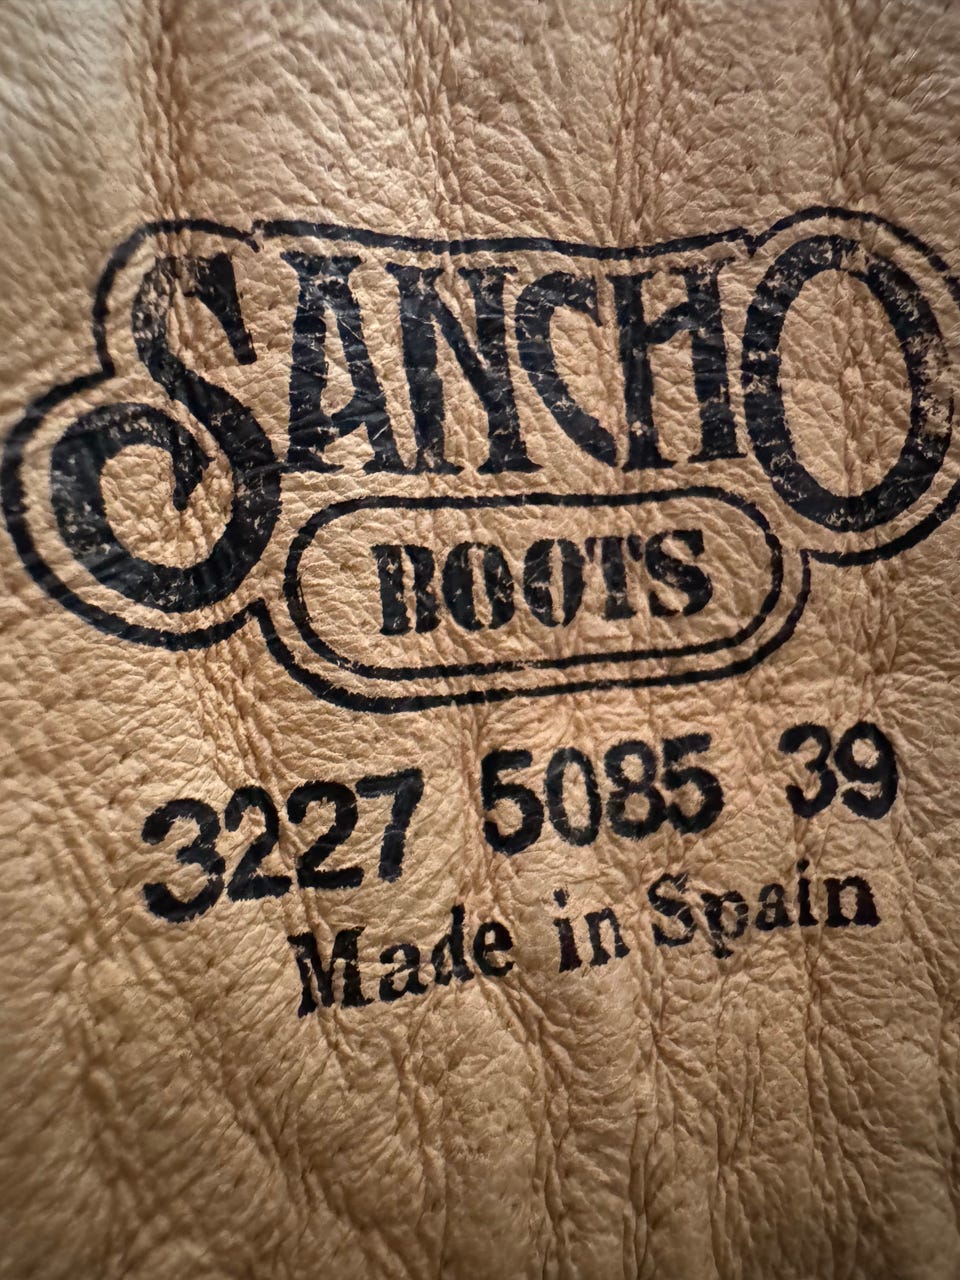 SANCHO
BOOTS
3227 5085 39
Made in Spain